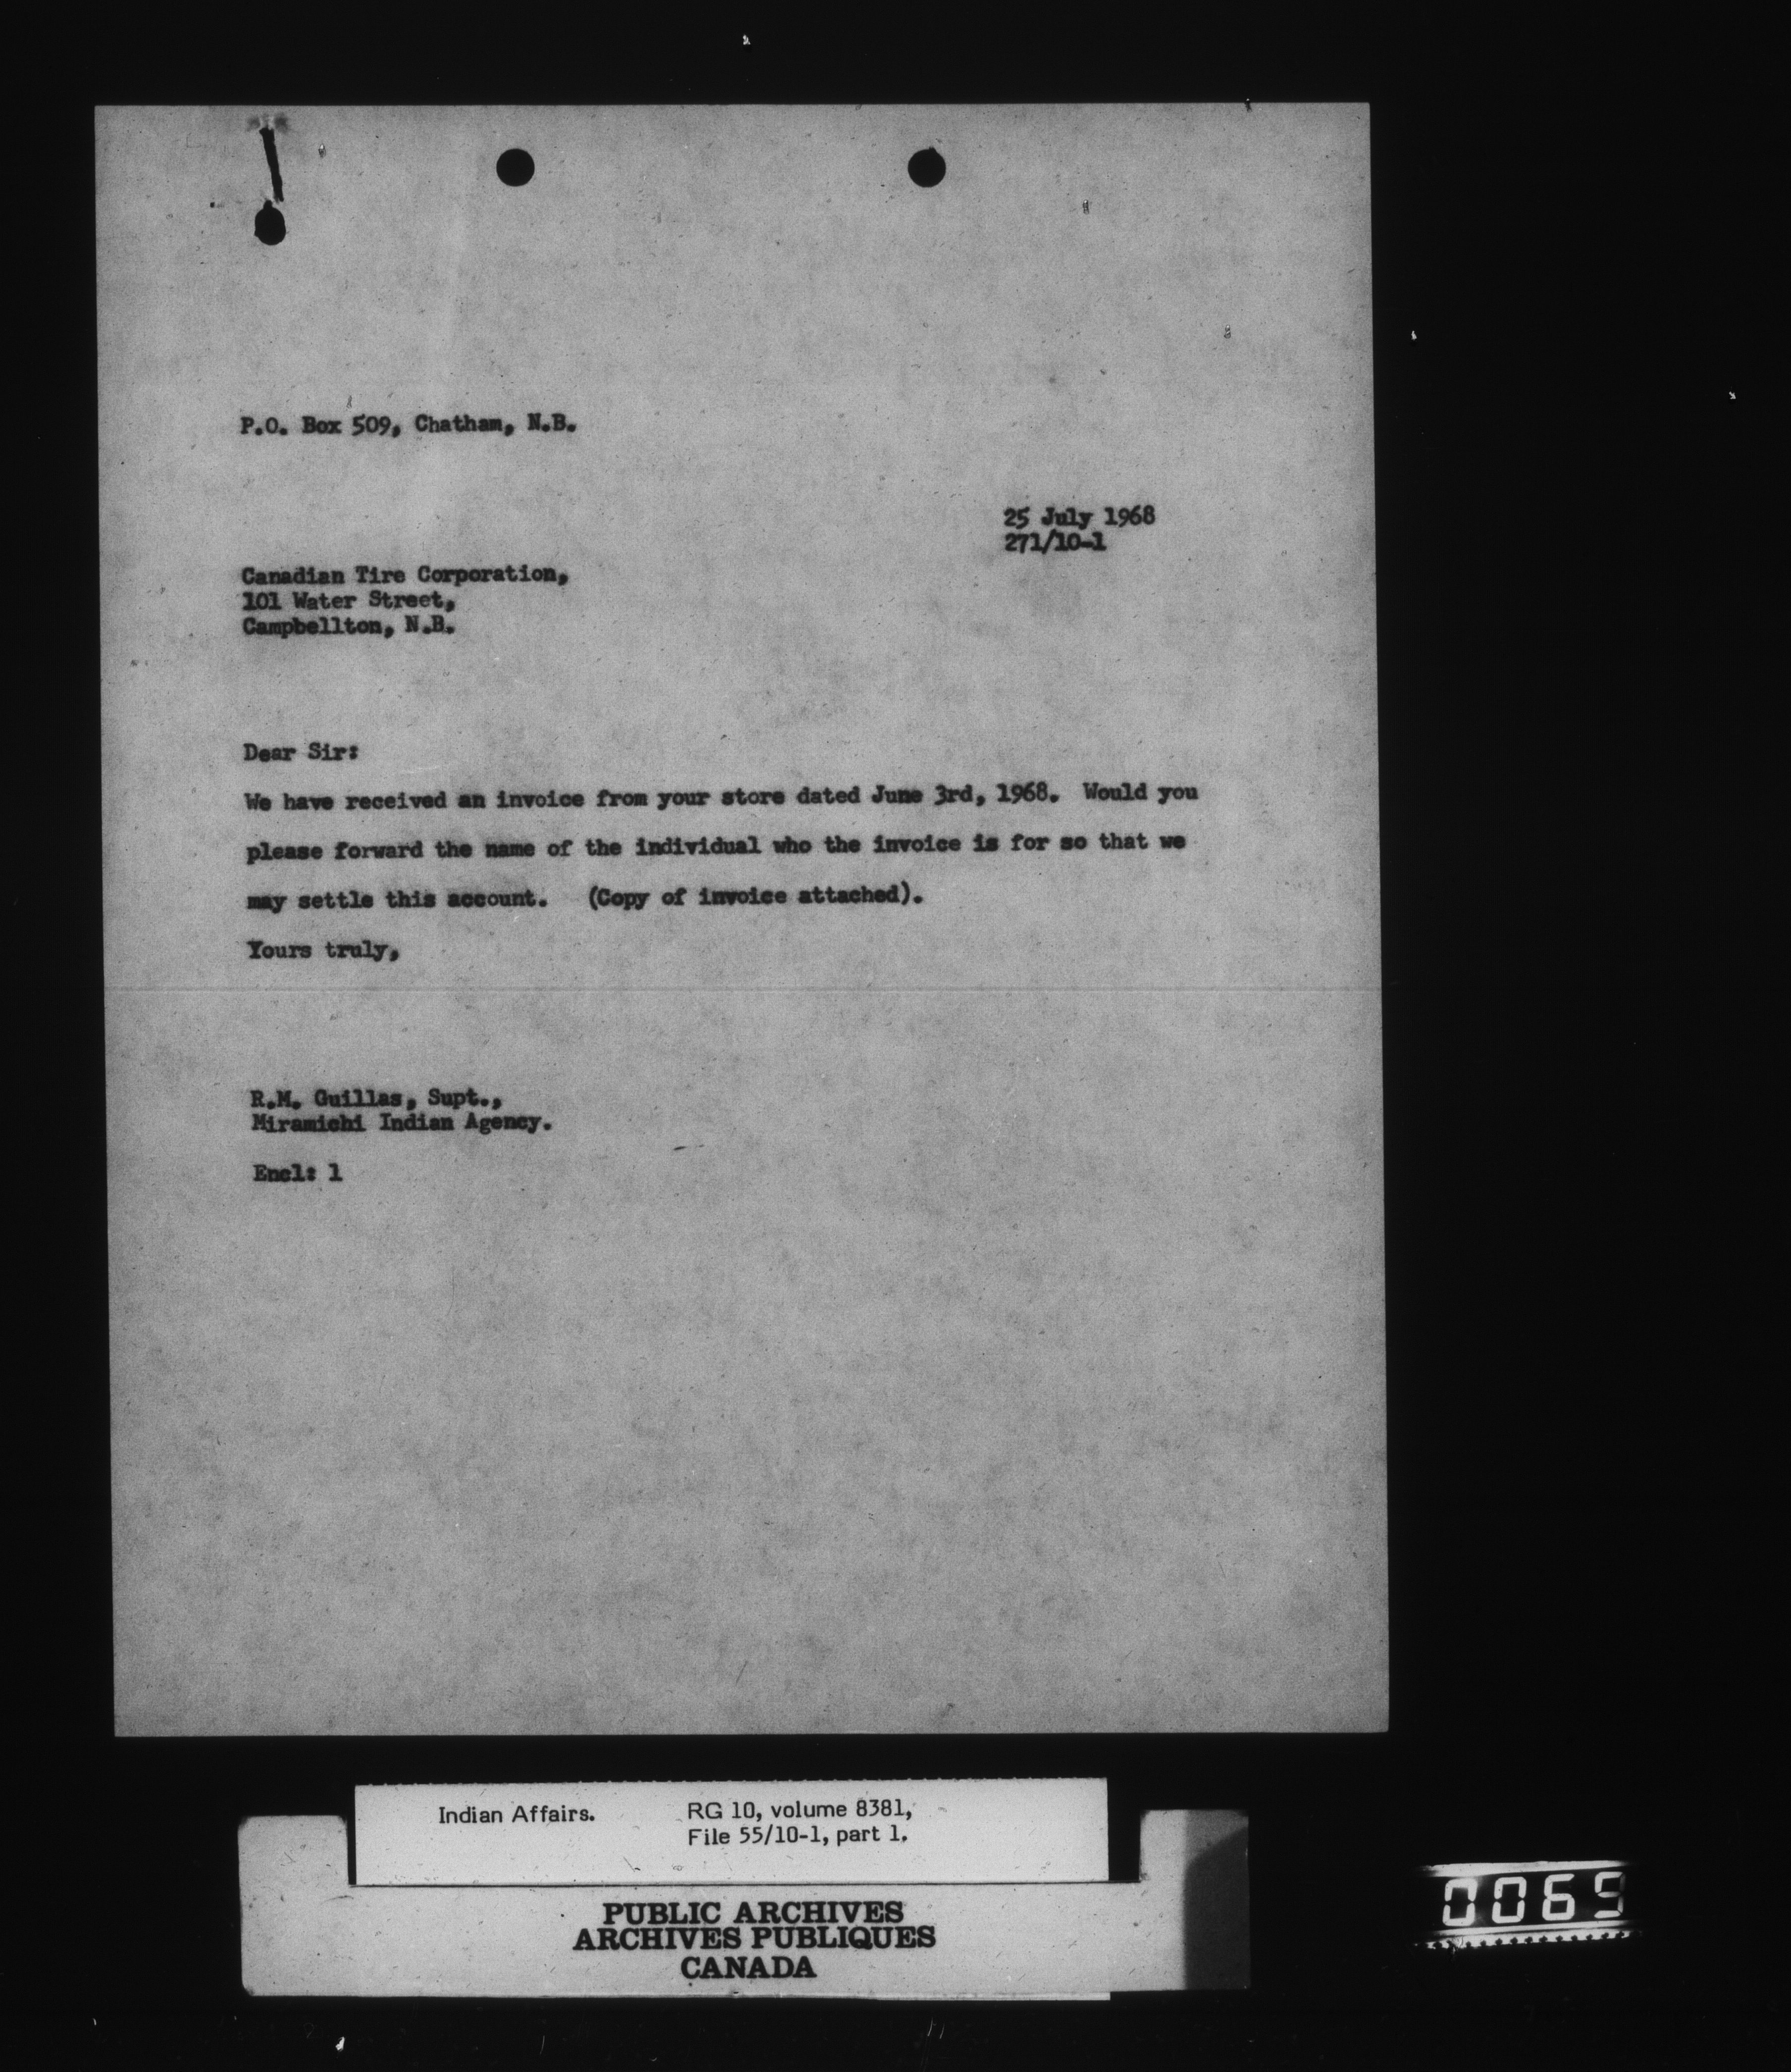 P.O. Box 509, Chatham, N.B.
25 July 1968
271/10-1
Canadian Tire Corporation,
101 Water Street,
Campbellton, N.B.
Dear Sir:
We have received an invoice from your store dated June 3rd, 1968. Would you
please forward the name of the individual who the invoice is for so that we
may settle this account. (Copy of invoice attached).
Yours truly,
R.M. Guillas, Supt.,
Miramichi Indian Agency.
Encl: 1
Indian Affairs. RG 10, volume 8381,
File 55/10-1, part 1.
PUBLIC ARCHIVES
ARCHIVES PUBLIQUES
CANADA
0065